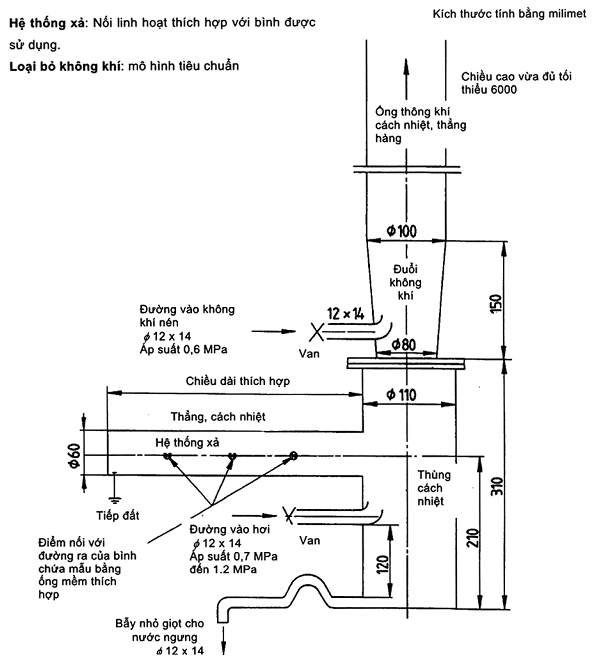 Hệ thống xả: Nối linh hoạt thích hợp với bình được
sử dụng.
Loại bỏ không khí: mô hình tiêu chuẩn
Kích thước tính bằng milimet
Chiều cao vừa đủ tối
thiểu 6000
Ống thông khí
cách nhiệt, thẳng
hàng
ϕ100
Đuổi
không
khí
150
12 × 14
Đường vào không
khí nén
ϕ 12 x 14
Áp suất 0,6 MPa
Van
ϕ80
Chiều dài thích hợp
ϕ110
Thẳng, cách nhiệt
ϕ60
Hệ thống xả
Thùng
cách
nhiệt
310
210
Tiếp đất
Đường vào hơi
ϕ 12 x 14
Áp suất 0,7 MPa
đến 1.2 MPa
Van
120
Điểm nối với
đường ra của bình
chứa mẫu bằng
ống mềm thích
hợp
Bẫy nhỏ giọt cho
nước ngưng
ϕ 12 x 14